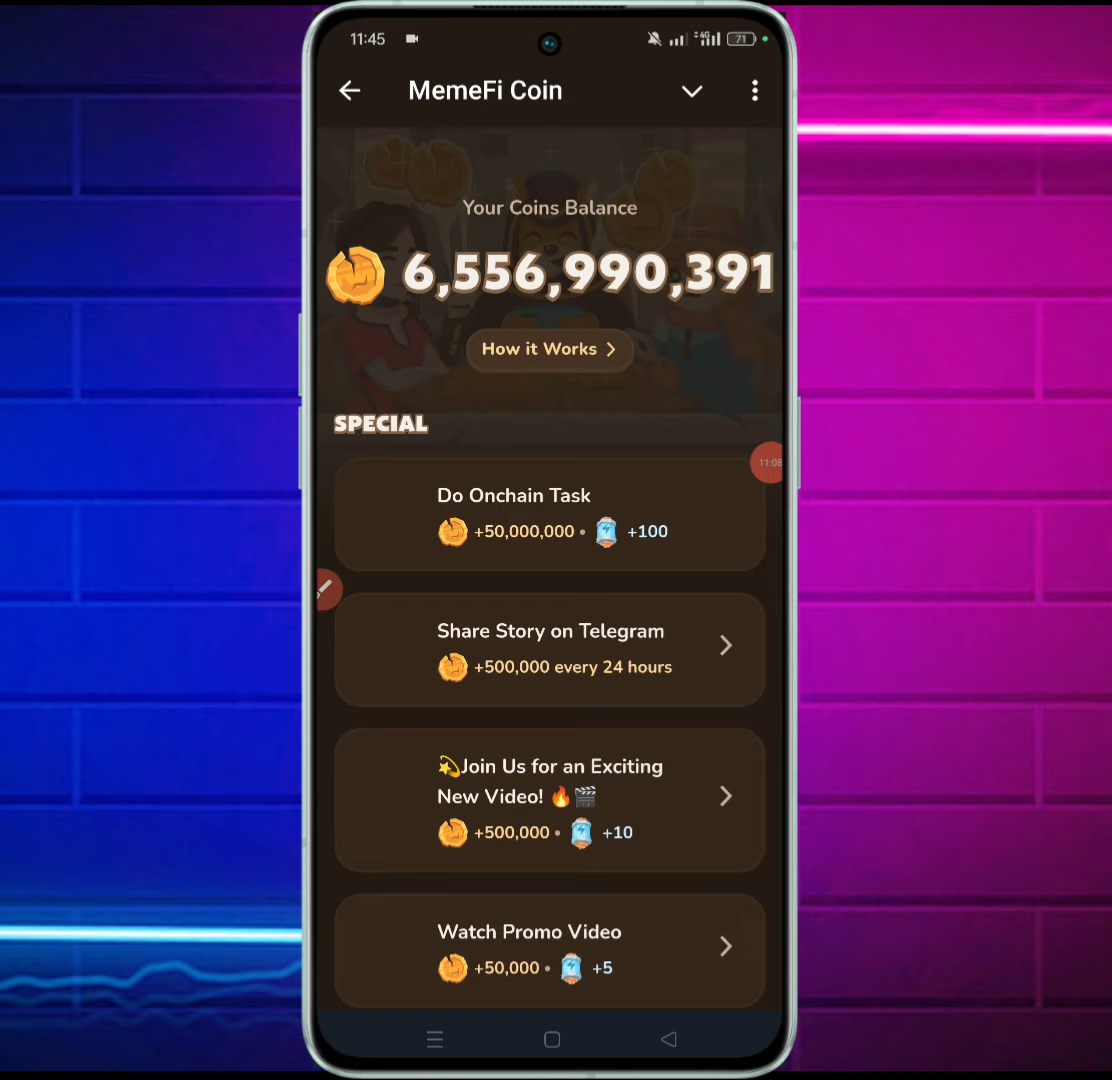 11:45
4G
71
MemeFi Coin
Your Coins Balance
6,556,990,391
How it Works
SPECIAL
11:08
Do Onchain Task
+50,000,000 • +100
Share Story on Telegram
+500,000 every 24 hours
💫Join Us for an Exciting
New Video! 🔥🎬
+500,000 • +10
Watch Promo Video
+50,000 • +5